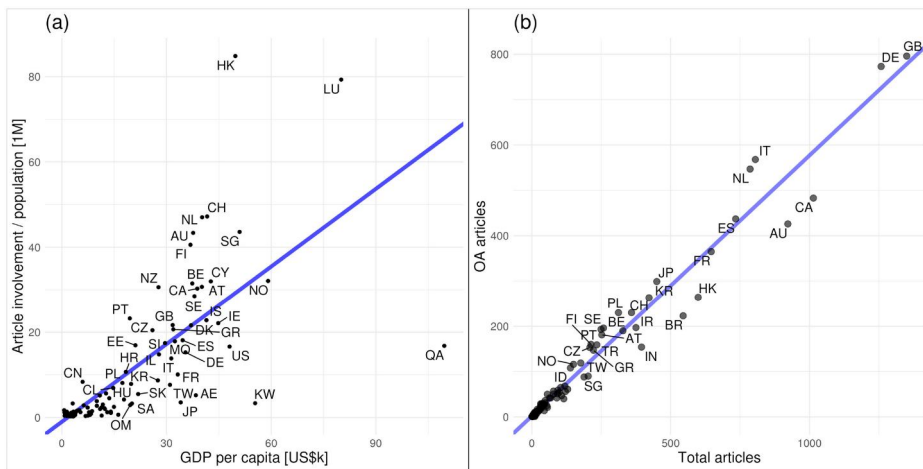 (a)
Article involvement / population [1M]
80
60
40
20
0
HK
LU
NL
CH
AU
SG
FI
NZ
BE
CY
CA
AT
NO
SE
PT
GB
IS
IE
CZ
DK
GR
EE
SI
ES
US
HR
IL
MO
DE
QA
IT
CN
PL
KR
FR
CL
HU
SK
TW
AE
KW
SA
JP
OM
0
30
60
90
GDP per capita [US$k]
(b)
OA articles
800
600
400
200
0
GB
DE
IT
NL
CA
ES
AU
FR
JP
KR
HK
PL
CH
FI
SE
BE
IR
BR
PT
AT
CZ
TR
IN
NO
TW
GR
ID
SG
0
500
1000
Total articles